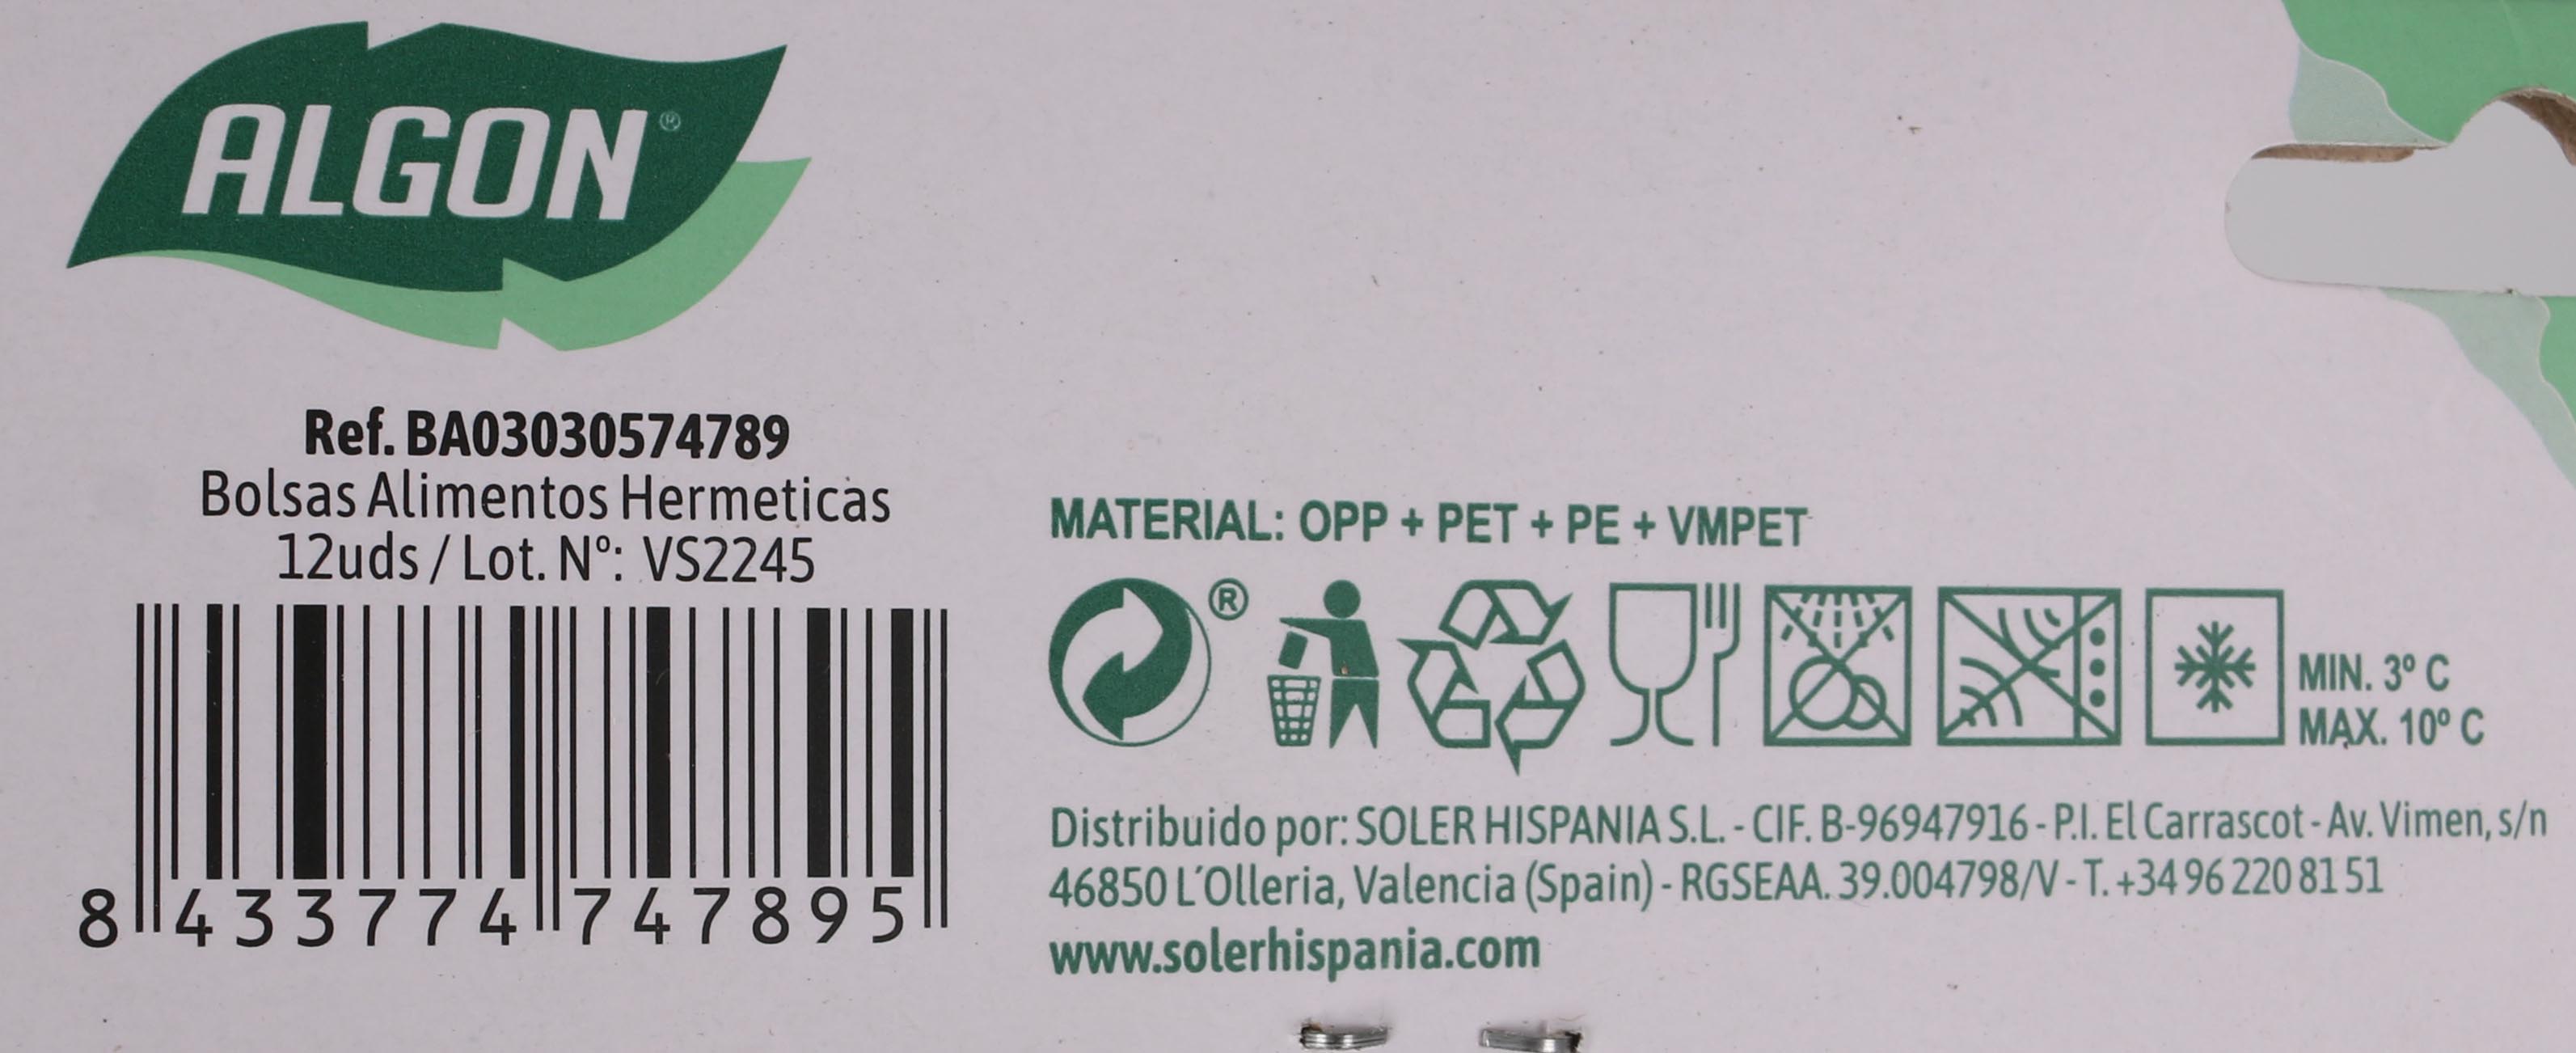 ALGON®
Ref. BA03030574789
Bolsas Alimentos Hermeticas
12uds / Lot. Nº: VS2245
8 433774 747895
MATERIAL: OPP + PET + PE + VMPET
®
MIN. 3º C
MAX. 10º C
Distribuido por: SOLER HISPANIA S.L. - CIF. B-96947916 - P.I. El Carrascot - Av. Vimen, s/n
46850 L´Olleria, Valencia (Spain) - RGSEAA. 39.004798/V - T. +34 96 220 81 51
www.solerhispania.com